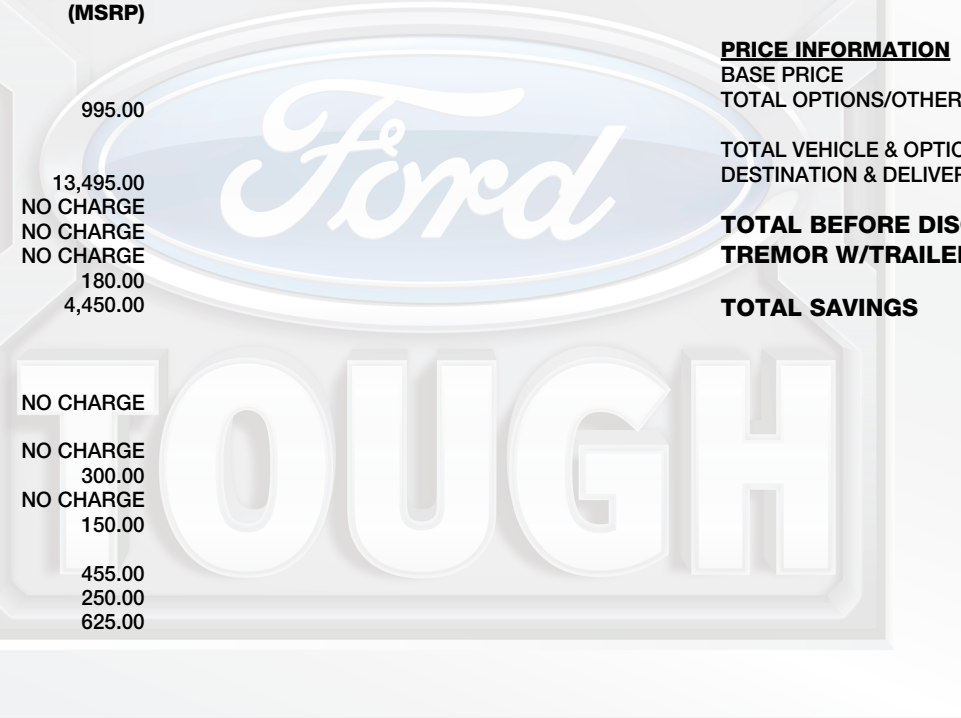 (MSRP)
995.00
13,495.00
NO CHARGE
NO CHARGE
NO CHARGE
180.00
4,450.00
NO CHARGE
NO CHARGE
300.00
NO CHARGE
150.00
455.00
250.00
625.00
PRICE INFORMATION
BASE PRICE
TOTAL OPTIONS/OTHER
TOTAL VEHICLE & OPTIO
DESTINATION & DELIVER
TOTAL BEFORE DIS
TREMOR W/TRAILE
TOTAL SAVINGS
Ford
TOUGH